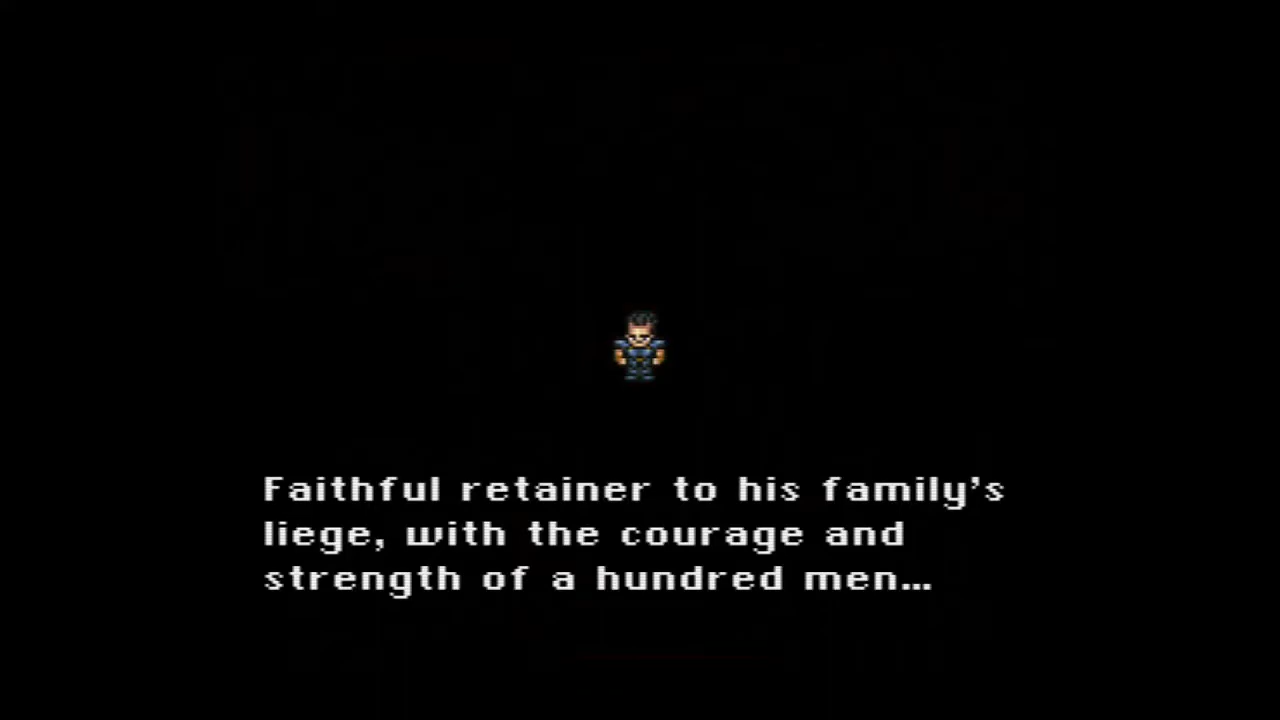 Faithful retainer to his family's
liege, with the courage and
strength of a hundred men...